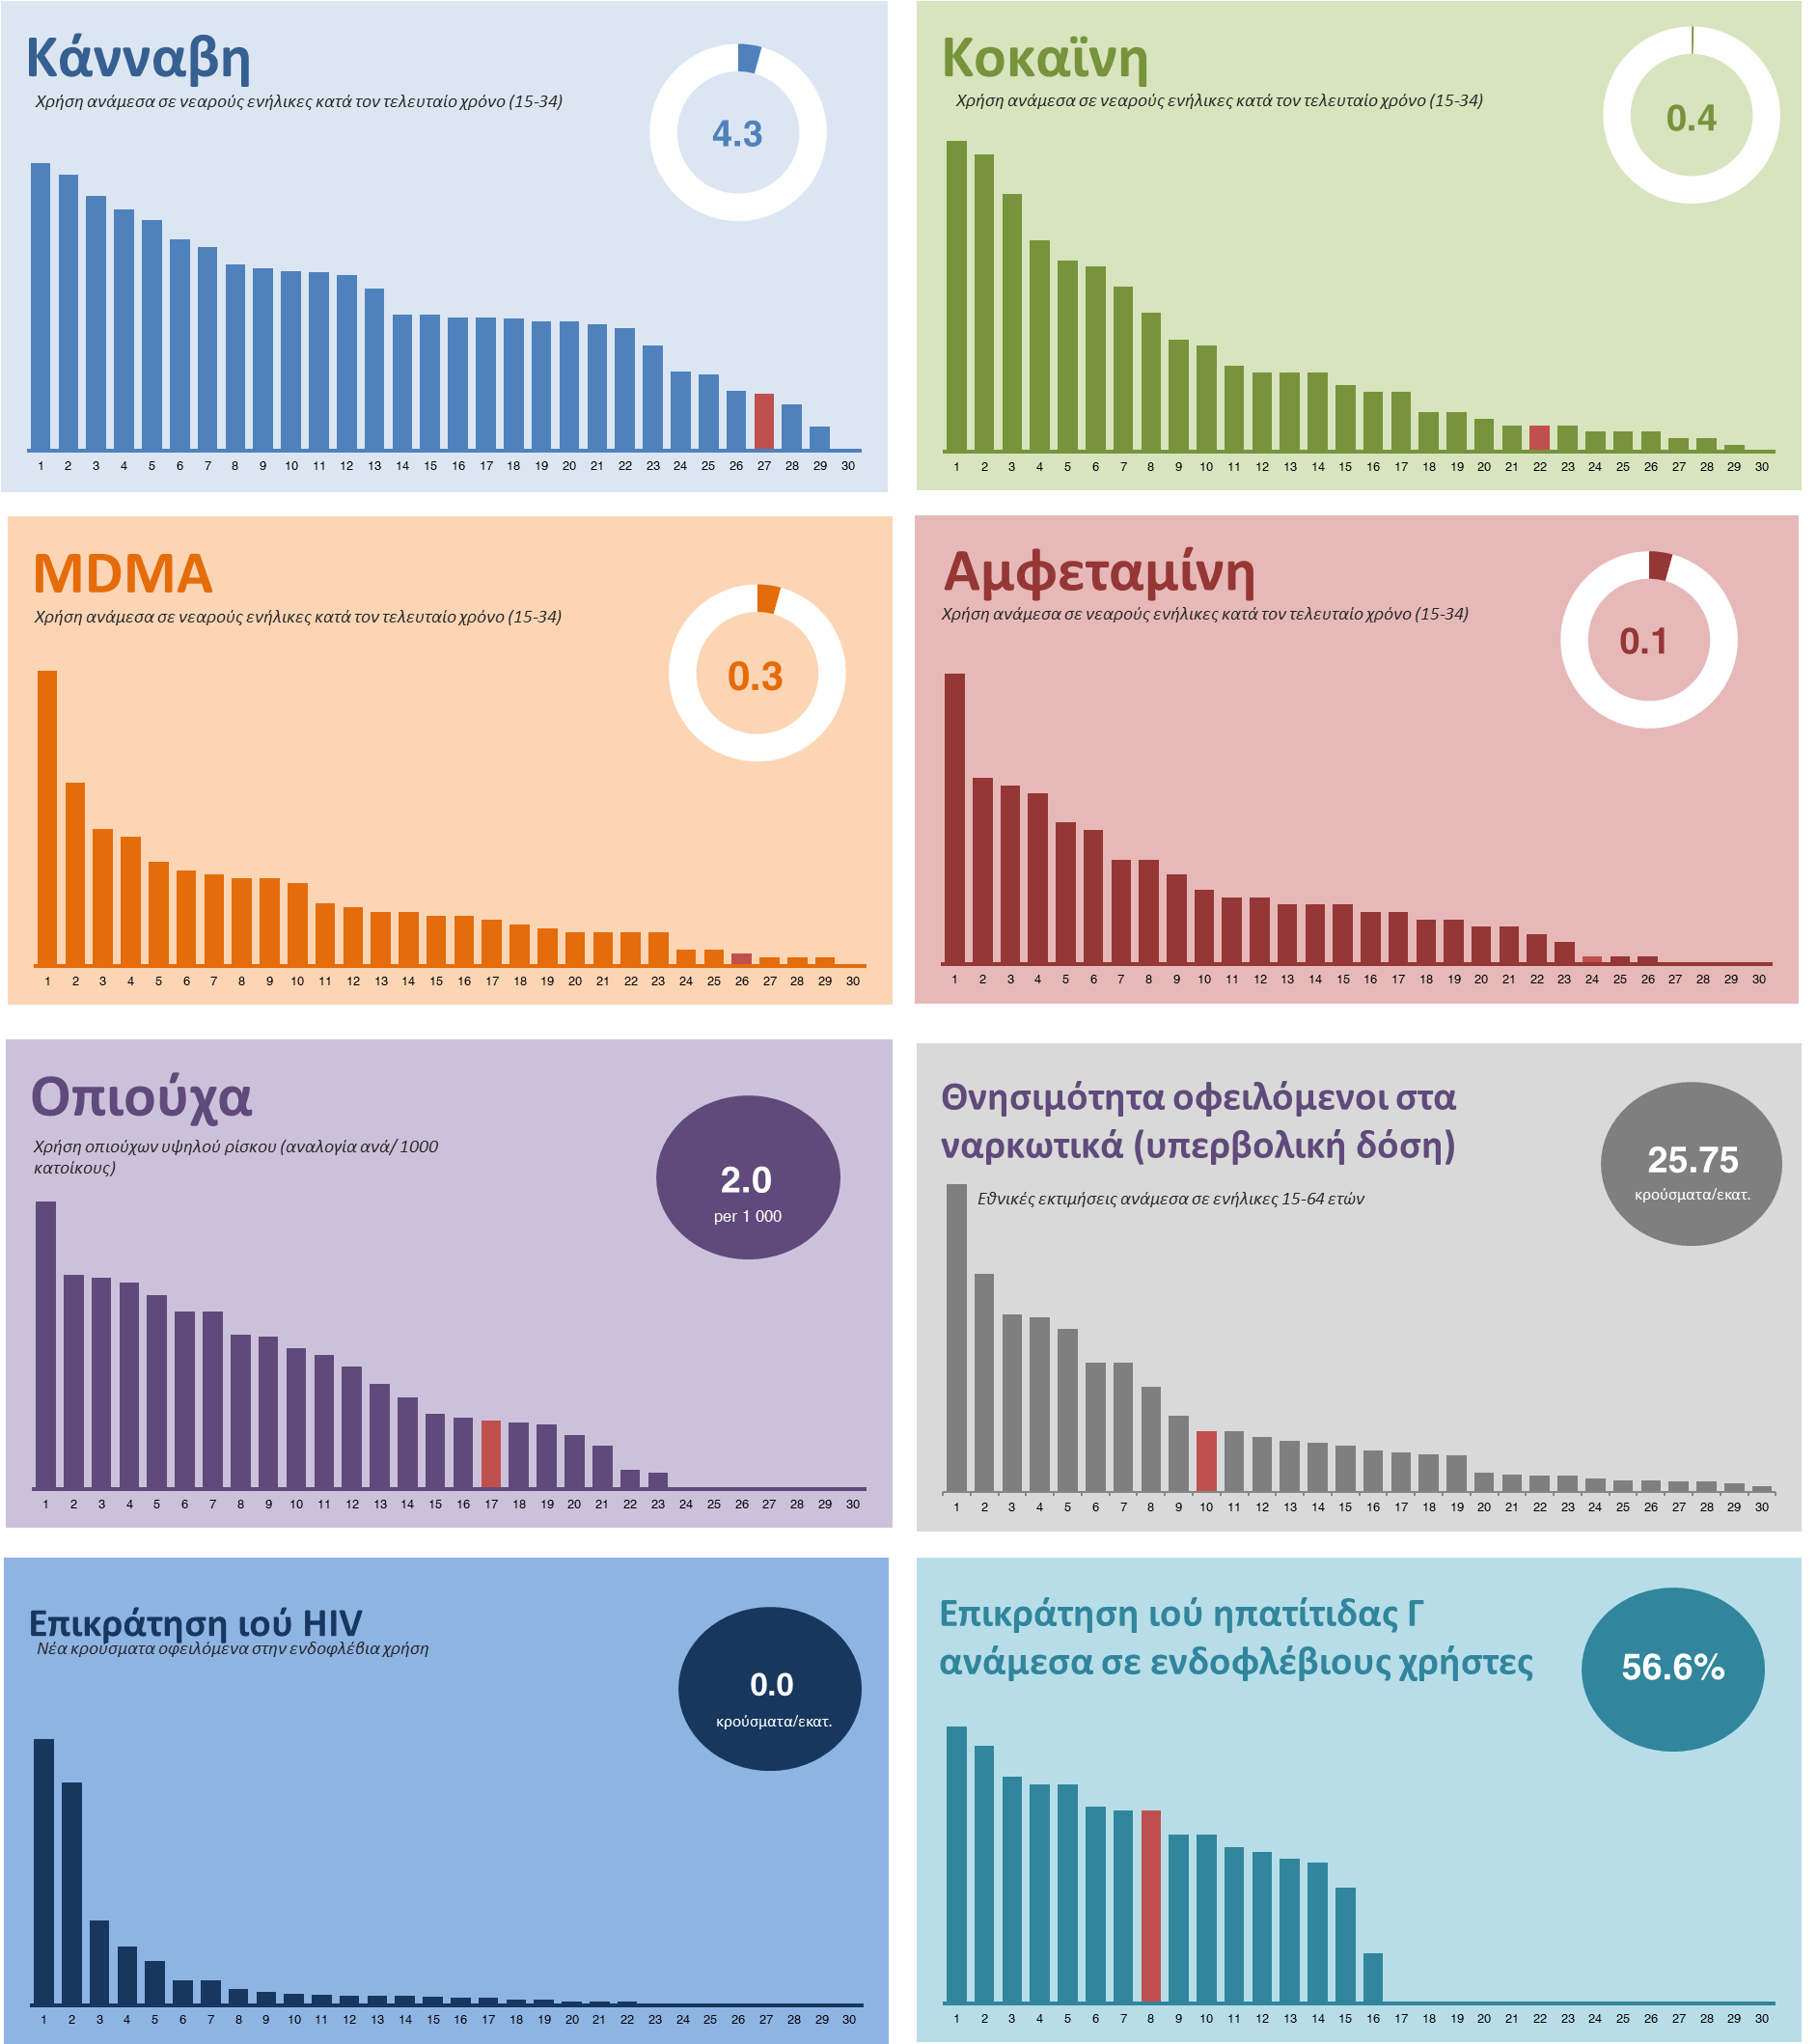 Κάνναβη
Χρήση ανάμεσα σε νεαρούς ενήλικες κατά τον τελευταίο χρόνο (15-34)
4.3
1 2 3 4 5 6 7 8 9 10 11 12 13 14 15 16 17 18 19 20 21 22 23 24 25 26 27 28 29 30
Κοκαϊνη
Χρήση ανάμεσα σε νεαρούς ενήλικες κατά τον τελευταίο χρόνο (15-34)
0.4
1 2 3 4 5 6 7 8 9 10 11 12 13 14 15 16 17 18 19 20 21 22 23 24 25 26 27 28 29 30
MDMA
Χρήση ανάμεσα σε νεαρούς ενήλικες κατά τον τελευταίο χρόνο (15-34)
0.3
1 2 3 4 5 6 7 8 9 10 11 12 13 14 15 16 17 18 19 20 21 22 23 24 25 26 27 28 29 30
Αμφεταμίνη
Χρήση ανάμεσα σε νεαρούς ενήλικες κατά τον τελευταίο χρόνο (15-34)
0.1
1 2 3 4 5 6 7 8 9 10 11 12 13 14 15 16 17 18 19 20 21 22 23 24 25 26 27 28 29 30
Οπιούχα
Χρήση οπιούχων υψηλού ρίσκου (αναλογία ανά/ 1000
κατοίκους)
2.0
per 1 000
1 2 3 4 5 6 7 8 9 10 11 12 13 14 15 16 17 18 19 20 21 22 23 24 25 26 27 28 29 30
Θνησιμότητα οφειλόμενοι στα
ναρκωτικά (υπερβολική δόση)
Εθνικές εκτιμήσεις ανάμεσα σε ενήλικες 15-64 ετών
25.75
κρούσματα/εκατ.
1 2 3 4 5 6 7 8 9 10 11 12 13 14 15 16 17 18 19 20 21 22 23 24 25 26 27 28 29 30
Επικράτηση ιού HIV
Νέα κρούσματα οφειλόμενα στην ενδοφλέβια χρήση
0.0
κρούσματα/εκατ.
1 2 3 4 5 6 7 8 9 10 11 12 13 14 15 16 17 18 19 20 21 22 23 24 25 26 27 28 29 30
Επικράτηση ιού ηπατίτιδας Γ
ανάμεσα σε ενδοφλέβιους χρήστες
56.6%
1 2 3 4 5 6 7 8 9 10 11 12 13 14 15 16 17 18 19 20 21 22 23 24 25 26 27 28 29 30